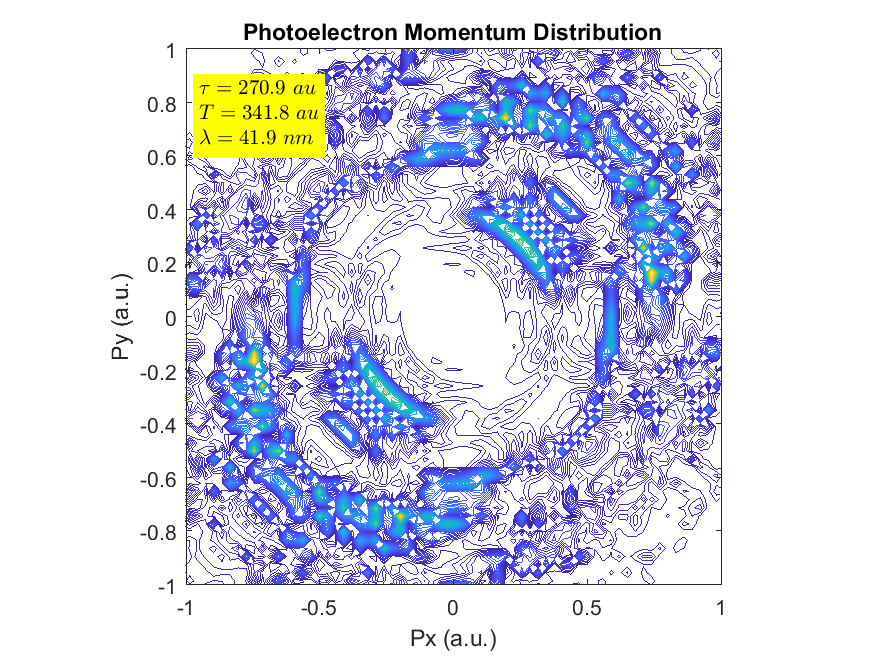 Photoelectron Momentum Distribution
τ = 270.9 au
T = 341.8 au
λ = 41.9 nm
1
0.8
0.6
0.4
0.2
0
-0.2
-0.4
-0.6
-0.8
-1
Py (a.u.)
-1 -0.5 0 0.5 1
Px (a.u.)